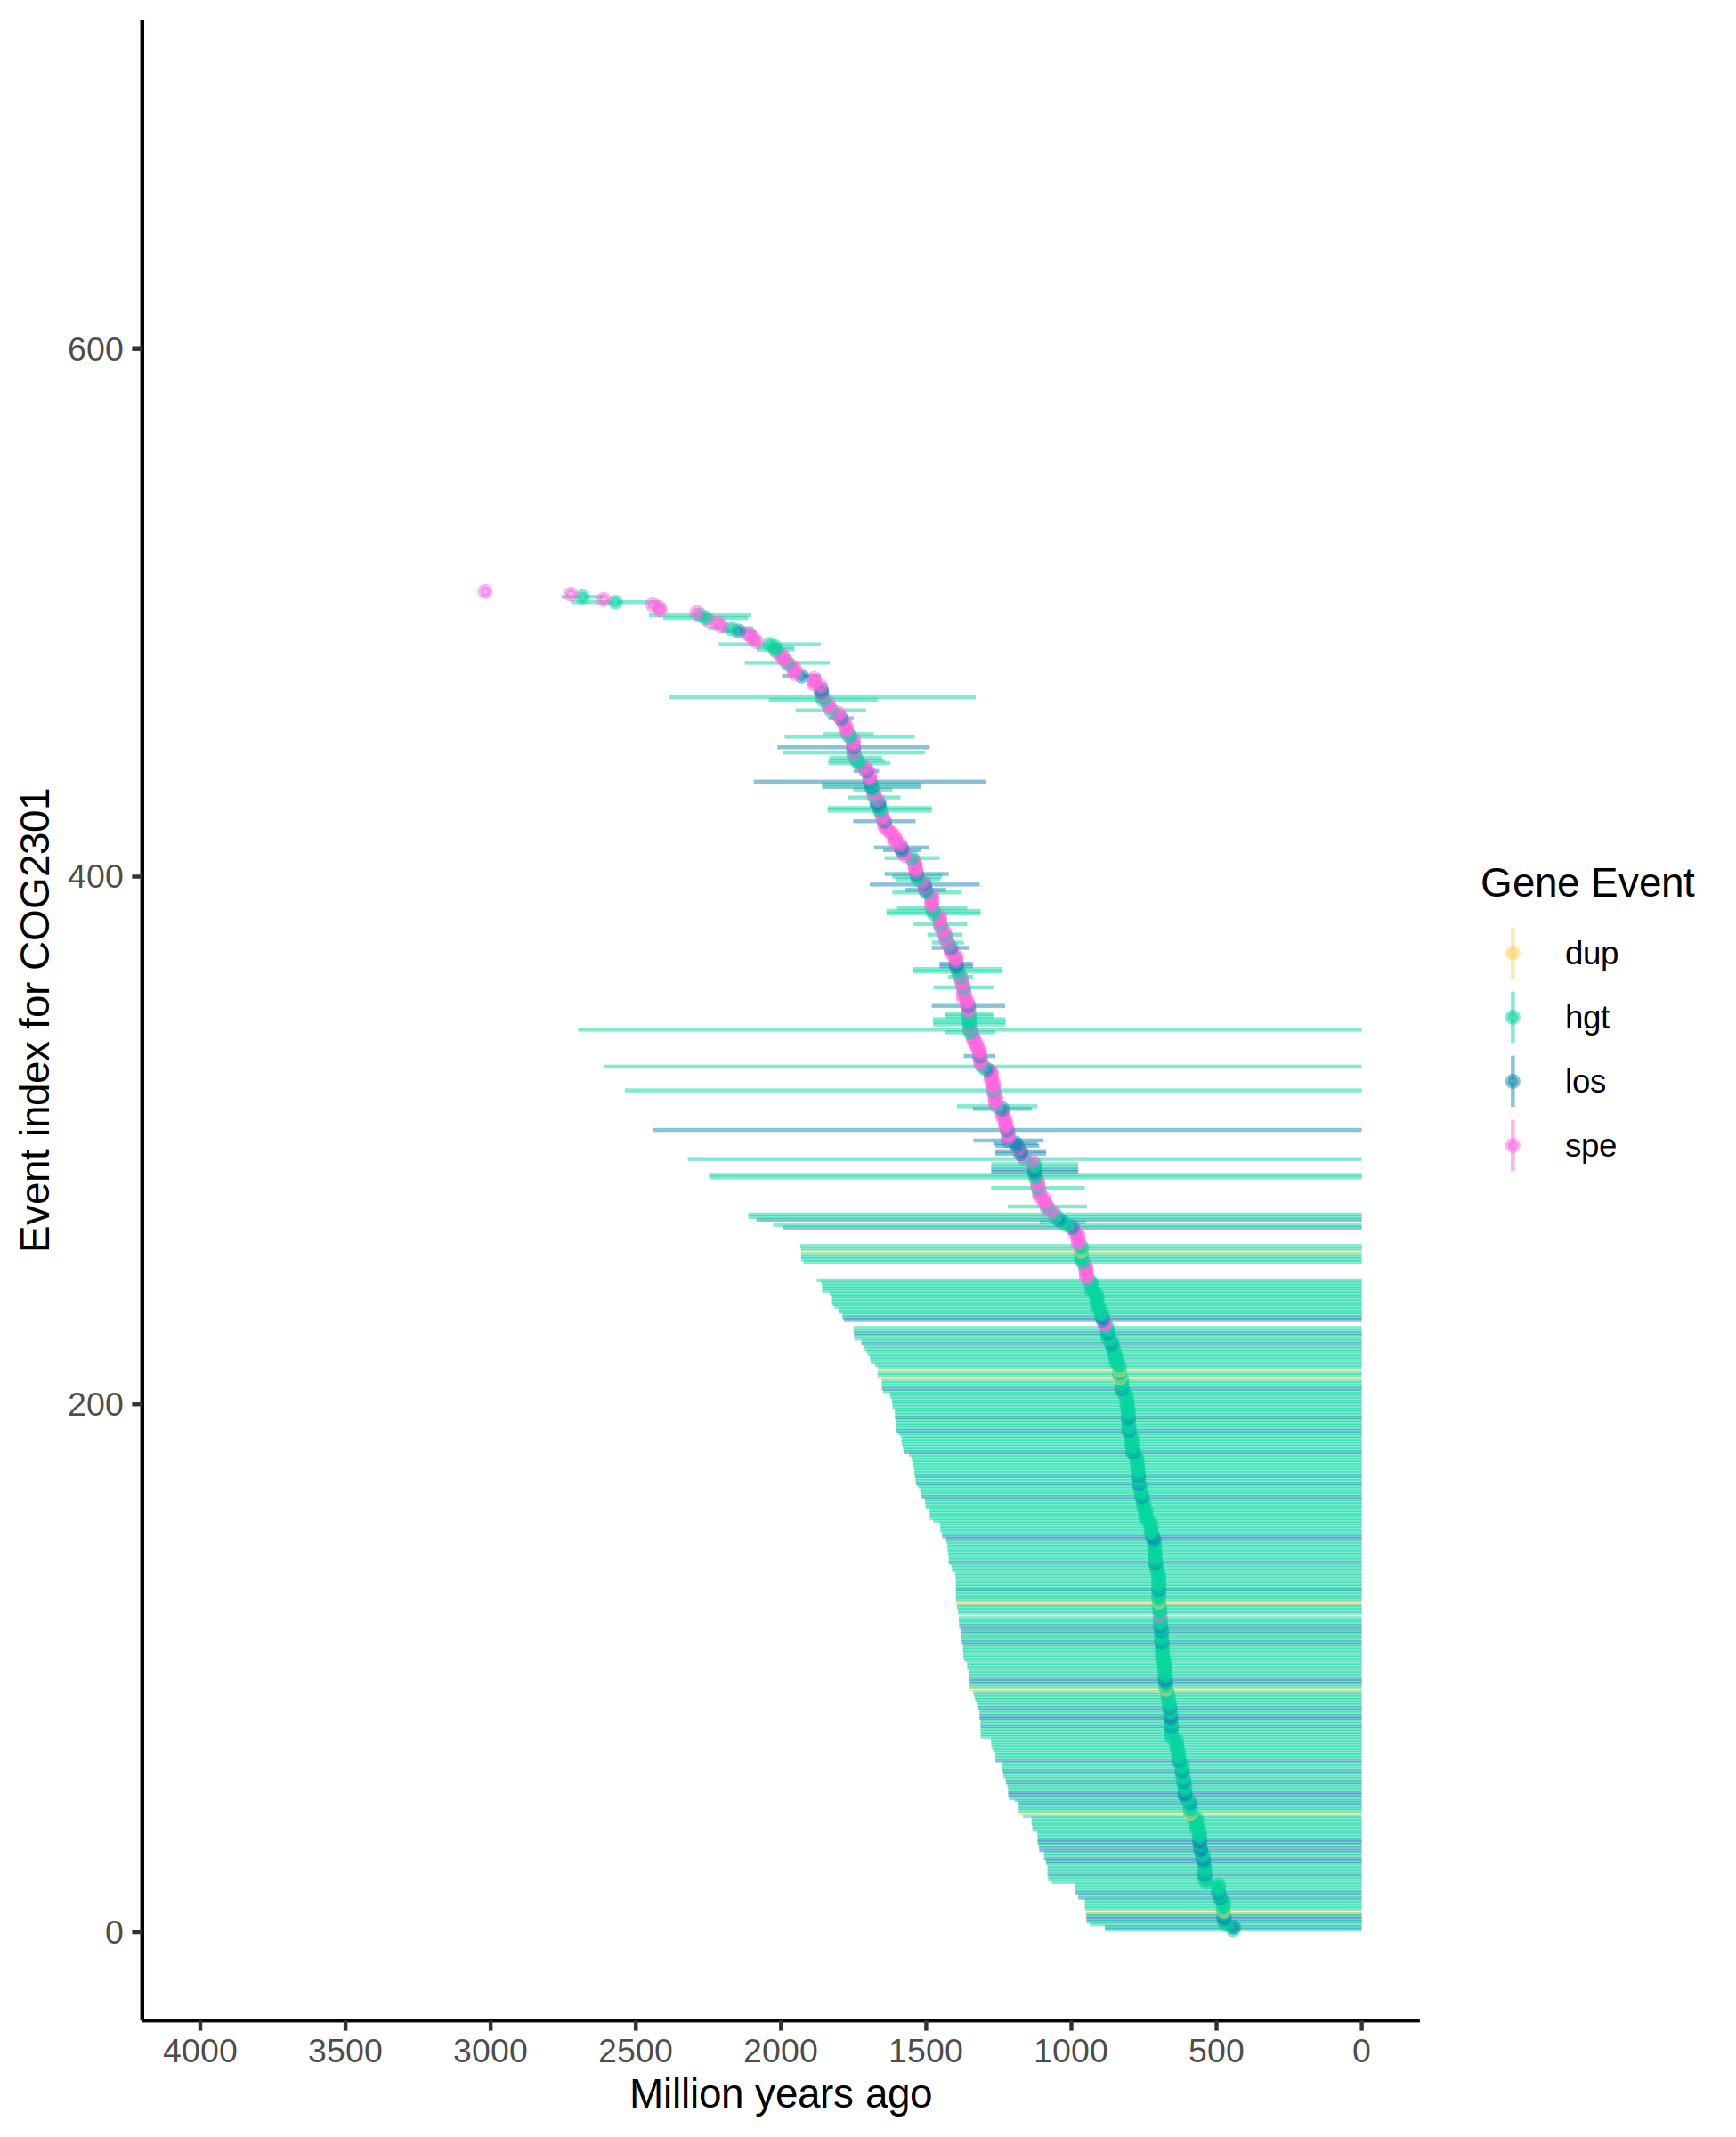 Event index for COG2301
600
400
200
0
4000 3500 3000 2500 2000 1500 1000 500 0
Million years ago
Gene Event
dup
hgt
los
spe